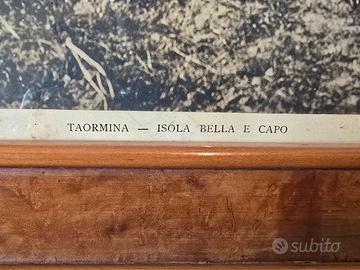 TAORMINA — ISOLA BELLA E CAPO
subito